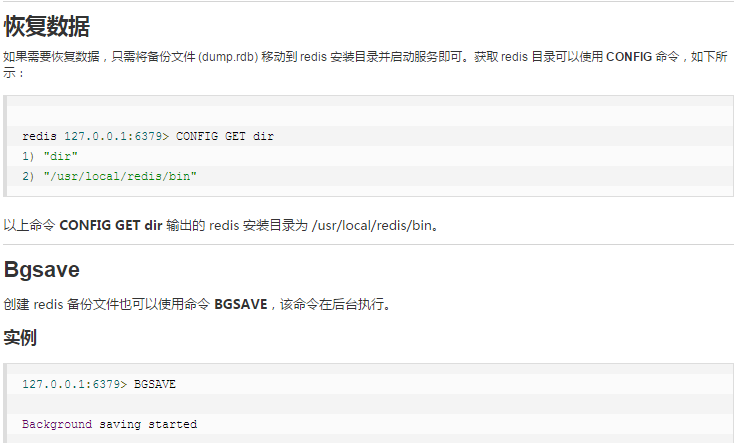 恢复数据
如果需要恢复数据，只需将备份文件 (dump.rdb) 移动到 redis 安装目录并启动服务即可。获取 redis 目录可以使用 CONFIG 命令，如下所
示：
redis 127.0.0.1:6379> CONFIG GET dir
1) "dir"
2) "/usr/local/redis/bin"
以上命令 CONFIG GET dir 输出的 redis 安装目录为 /usr/local/redis/bin。
Bgsave
创建 redis 备份文件也可以使用命令 BGSAVE，该命令在后台执行。
实例
127.0.0.1:6379> BGSAVE
Background saving started